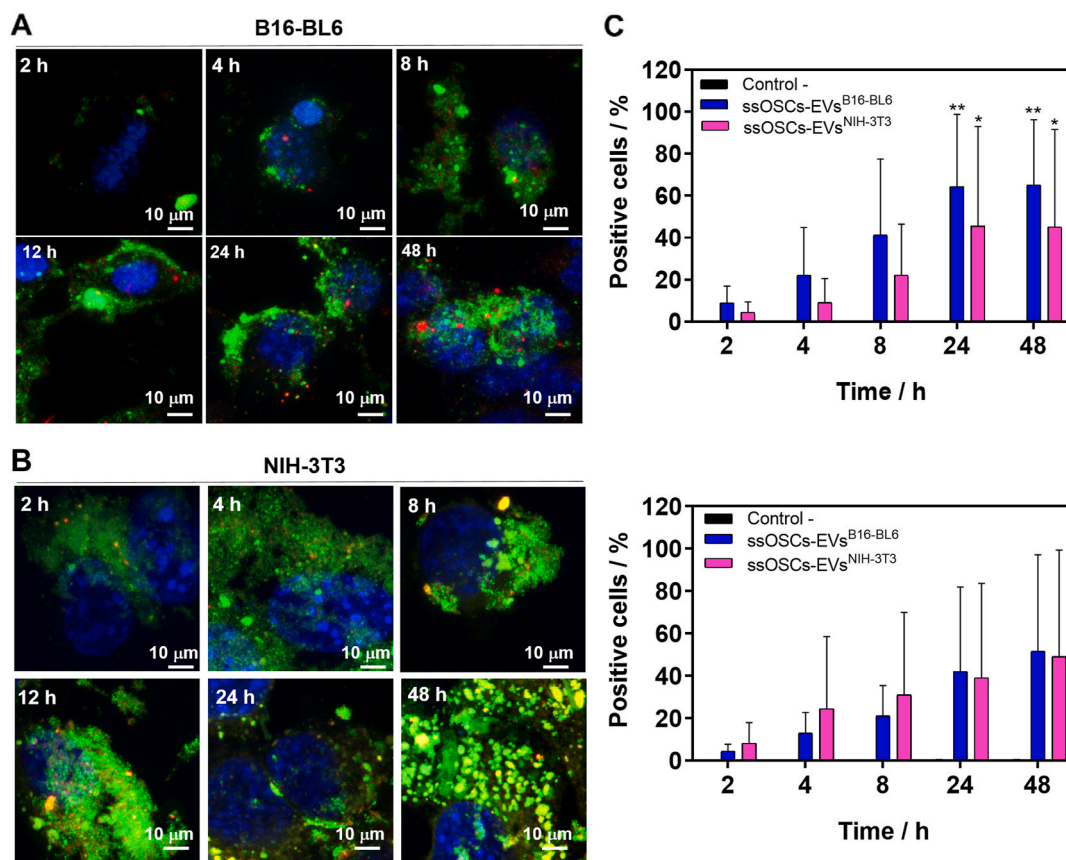 A
B16-BL6
2 h
4 h
8 h
10 µm
10 µm
10 µm
12 h
24 h
48 h
10 µm
10 µm
10 µm
B
NIH-3T3
2 h
4 h
8 h
10 µm
10 µm
10 µm
12 h
24 h
48 h
10 µm
10 µm
10 µm
C
120
100
80
60
40
20
0
Positive cells / %
Control -
ssOSCs-EVsB16-BL6
ssOSCs-EVsNIH-3T3
** * ** *
2 4 8 24 48
Time / h
120
100
80
60
40
20
0
Positive cells / %
Control -
ssOSCs-EVsB16-BL6
ssOSCs-EVsNIH-3T3
2 4 8 24 48
Time / h